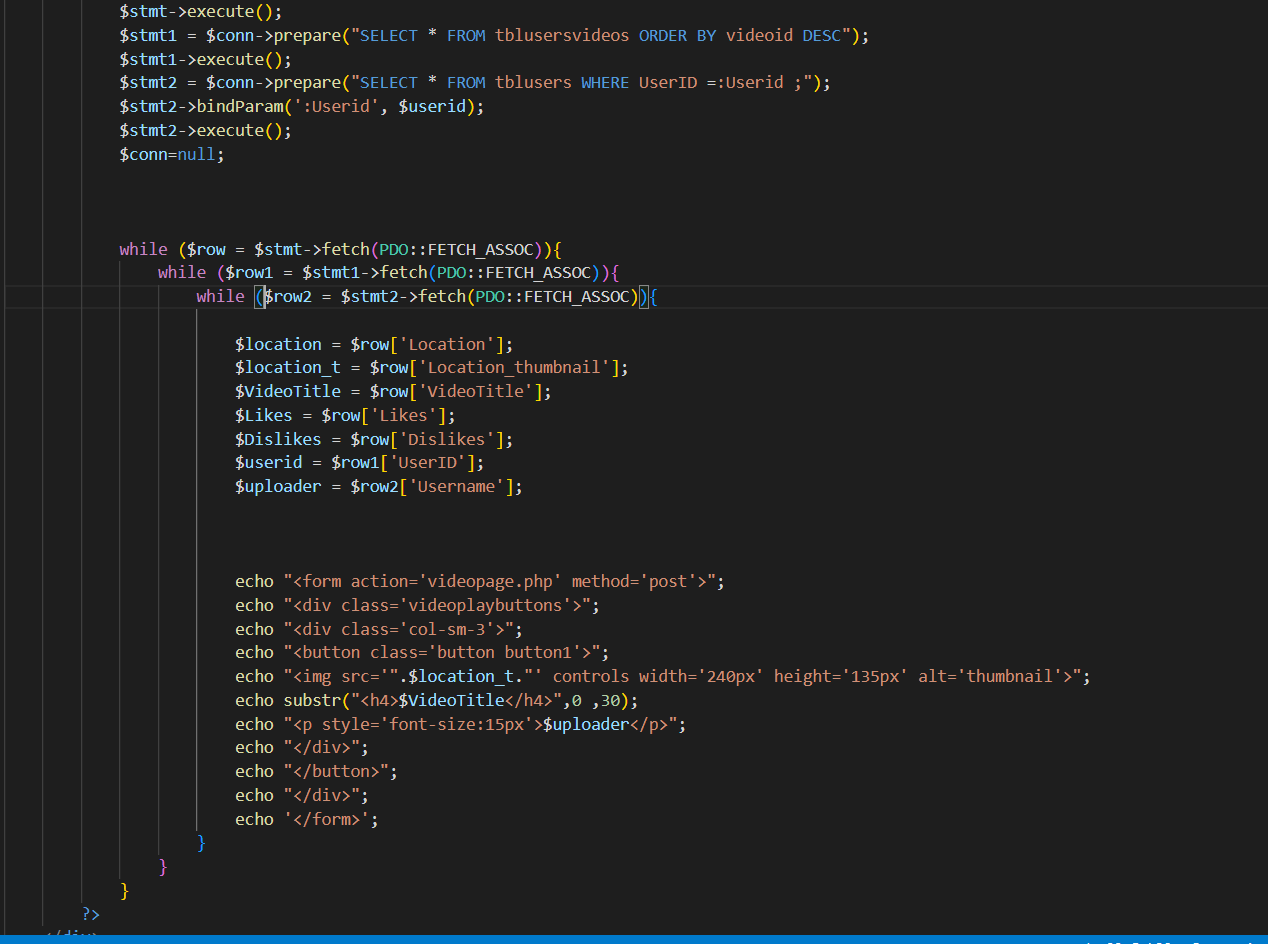 $stmt->execute();
$stmt1 = $conn->prepare("SELECT * FROM tblusersvideos ORDER BY videoid DESC");
$stmt1->execute();
$stmt2 = $conn->prepare("SELECT * FROM tblusers WHERE UserID =:Userid ;");
$stmt2->bindParam(':Userid', $userid);
$stmt2->execute();
$conn=null;
while ($row = $stmt->fetch(PDO::FETCH_ASSOC)){
while ($row1 = $stmt1->fetch(PDO::FETCH_ASSOC)){
while ($row2 = $stmt2->fetch(PDO::FETCH_ASSOC)){
$location = $row['Location'];
$location_t = $row['Location_thumbnail'];
$VideoTitle = $row['VideoTitle'];
$Likes = $row['Likes'];
$Dislikes = $row['Dislikes'];
$userid = $row1['UserID'];
$uploader = $row2['Username'];
echo "<form action='videopage.php' method='post'>";
echo "<div class='videoplaybuttons'>";
echo "<div class='col-sm-3'>";
echo "<button class='button button1'>";
echo "<img src='".$location_t."' controls width='240px' height='135px' alt='thumbnail'>";
echo substr("<h4>$VideoTitle</h4>",0 ,30);
echo "<p style='font-size:15px'>$uploader</p>";
echo "</div>";
echo "</button>";
echo "</div>";
echo '</form>';
}
}
}
?>